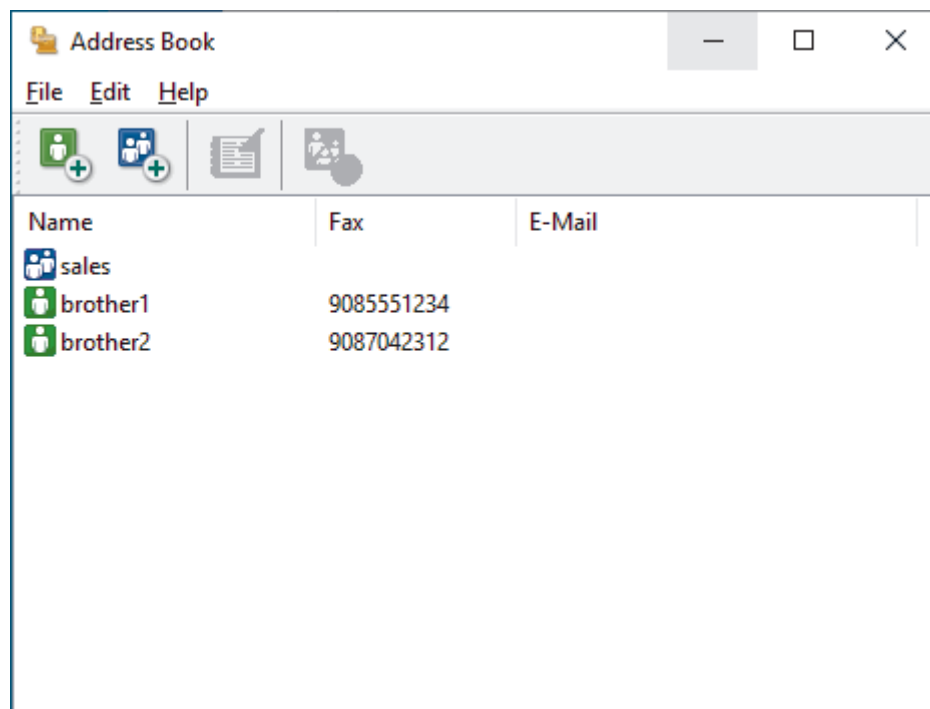 Address Book
File Edit Help
Name Fax E-Mail
sales
brother1 9085551234
brother2 9087042312